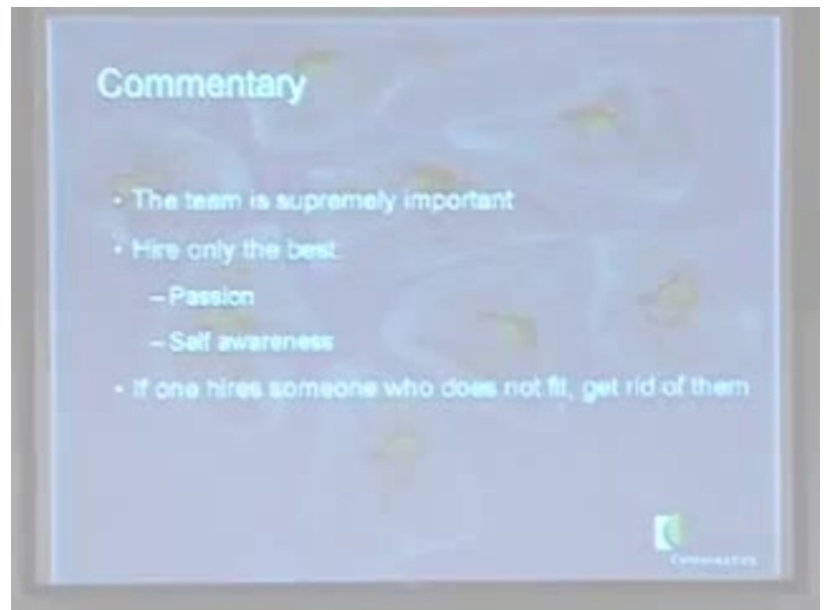 Commentary
• The team is supremely important
• Hire only the best
– Passion
– Self awareness
• If one hires someone who does not fit, get rid of them